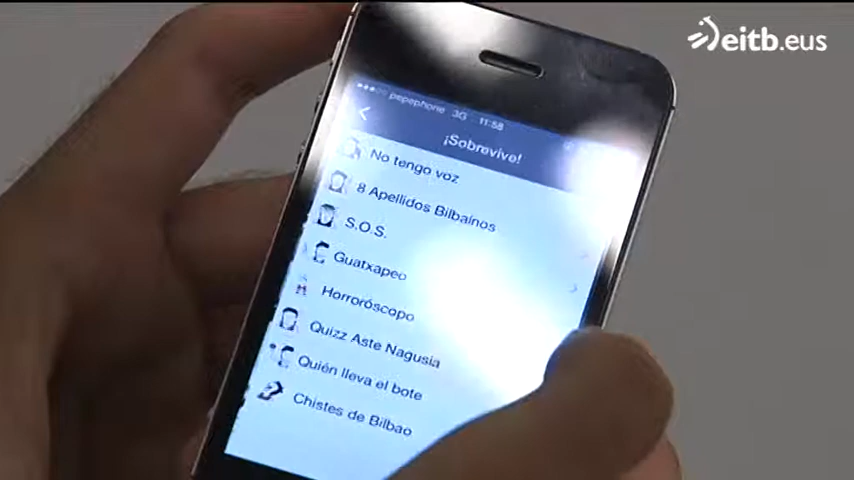 eitb.eus
pepephone 3G 11:58
¡Sobrevive!
No tengo voz
8 Apellidos Bilbaínos
S.O.S.
Guatxapeo
Horroróscopo
Quizz Aste Nagusia
Quién lleva el bote
Chistes de Bilbao